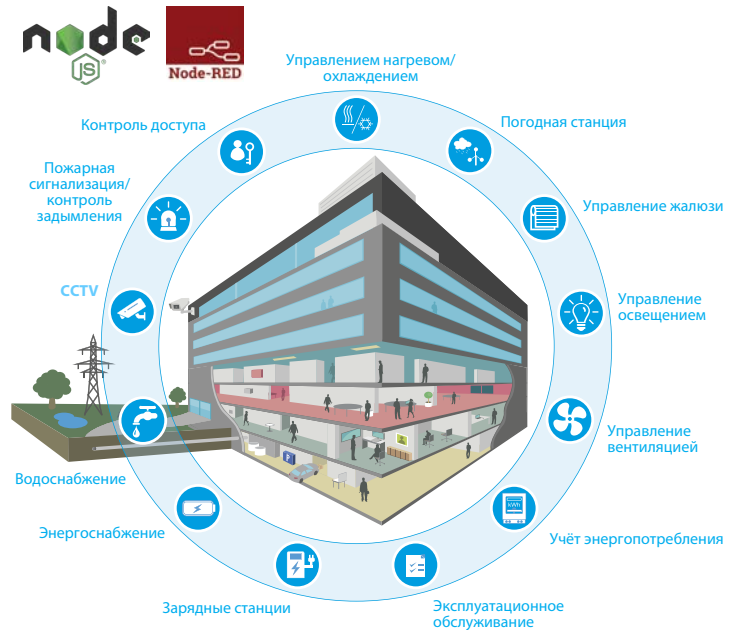 node
JS
Node-RED
Управлением нагревом/
охлаждением
Погодная станция
Управление жалюзи
Управление
освещением
Управление
вентиляцией
kWh
Учёт энергопотребления
Эксплуатационное
обслуживание
Зарядные станции
Энергоснабжение
Водоснабжение
CCTV
Пожарная
сигнализация/
контроль
задымления
Контроль доступа
P